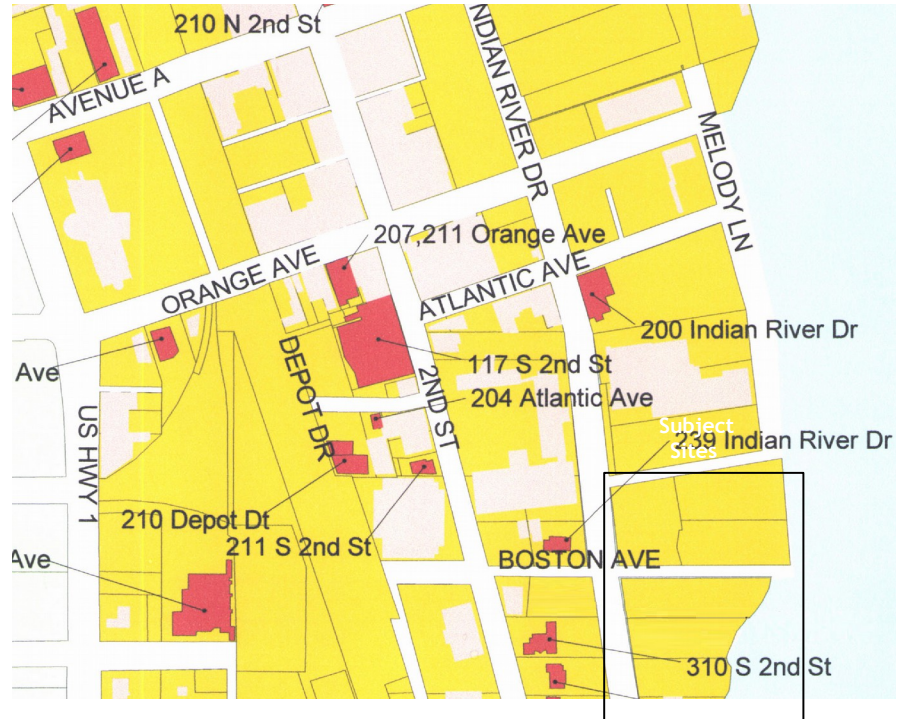 210 N 2nd St
AVENUE A
NDIAN RIVER DR
MELODY LN
207,211 Orange Ave
ORANGE AVE
ATLANTIC AVE
200 Indian River Dr
Ave
117 S 2nd St
DEPOT DR
2ND ST
204 Atlantic Ave
Subject
Sites
239 Indian River Dr
US HWY 1
210 Depot Dt
211 S 2nd St
BOSTON AVE
Ave
310 S 2nd St